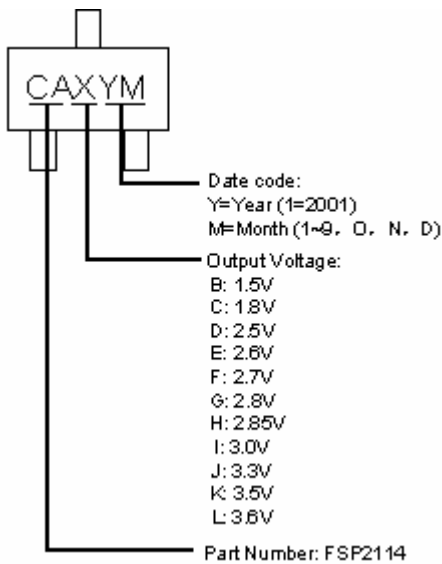 CAXYM
Date code:
Y=Year (1=2001)
M=Month (1~9, O, N, D)
Output Voltage:
B: 1.5V
C: 1.8V
D: 2.5V
E: 2.6V
F: 2.7V
G: 2.8V
H: 2.85V
I: 3.0V
J: 3.3V
K: 3.5V
L: 3.6V
Part Number: FSP2114